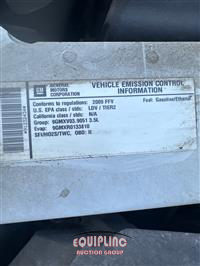 GM
GENERAL MOTORS CORPORATION
VEHICLE EMISSION CONTROL INFORMATION
Conforms to regulations: 2009 FFV
Fuel: Gasoline/Ethanol
U.S. EPA class / stds: LDV / TIER2
California class / stds: N/A
Group: 9GMXV03.9051 3.5L
Evap: 9GMXR0133810
SFI/HO2S/TWC, OBD: II
EQUIPLINC
AUCTION GROUP